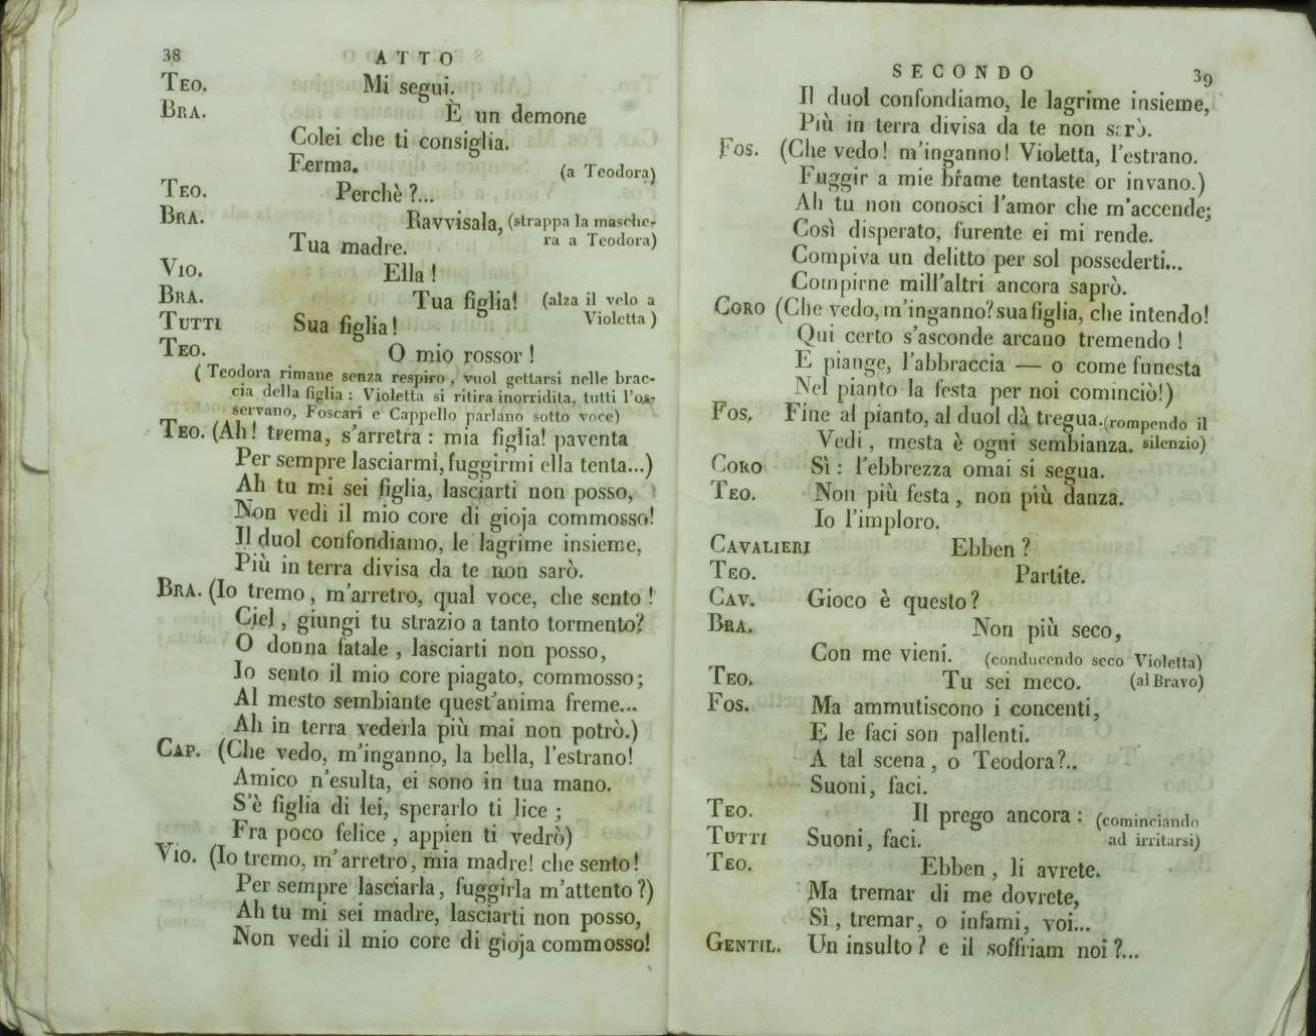 38
ATTO
TEO. Mi segui.
BRA. È un demone
Colei che ti consiglia.
Ferma. (a Teodora)
TEO. Perchè?...
BRA. Ravvisala, (strappa la masche-
Tua madre. ra a Teodora)
VIO. Ella!
BRA. Tua figlia! (alza il velo a
TUTTI Sua figlia! Violetta)
TEO. O mio rossor!
(Teodora rimane senza respiro, vuol gettarsi nelle brac-
cia della figlia: Violetta si ritira inorridita, tutti l'os-
servano, Foscari e Cappello parlano sotto voce)
TEO. (Ah! trema, s'arretra: mia figlia! paventa
Per sempre lasciarmi, fuggirmi ella tenta...)
Ah tu mi sei figlia, lasciarti non posso,
Non vedi il mio core di gioja commosso!
Il duol confondiamo, le lagrime insieme,
Più in terra divisa da te non sarò.
BRA. (Io tremo, m'arretro, qual voce, che sento!
Ciel, giungi tu strazio a tanto tormento?
O donna fatale, lasciarti non posso,
Io sento il mio core piagato, commosso;
Al mesto sembiante quest'anima freme...
Ah in terra vederla più mai non potrò.)
CAP. (Che vedo, m'inganno, la bella, l'estrano!
Amico n'esulta, ei sono in tua mano.
S'è figlia di lei, sperarlo ti lice;
Fra poco felice, appien ti vedrò)
VIO. (Io tremo, m'arretro, mia madre! che sento!
Per sempre lasciarla, fuggirla m'attento?)
Ah tu mi sei madre, lasciarti non posso,
Non vedi il mio core di gioja commosso!
SECONDO
39
Il duol confondiamo, le lagrime insieme,
Più in terra divisa da te non sarò.
FOS. (Che vedo! m'inganno! Violetta, l'estrano.
Fuggir a mie brame tentaste or invano.)
Ah tu non conosci l'amor che m'accende;
Così disperato, furente ei mi rende.
Compiva un delitto per sol possederti...
Compirne mill'altri ancora saprò.
CORO (Che vedo, m'inganno? sua figlia, che intendo!
Qui certo s'asconde arcano tremendo!
E piange, l'abbraccia — o come funesta
Nel pianto la festa per noi cominciò!)
FOS. Fine al pianto, al duol dà tregua. (rompendo il
Vedi, mesta è ogni sembianza. silenzio)
CORO Sì: l'ebbrezza omai si segua.
TEO. Non più festa, non più danza.
Io l'imploro.
CAVALIERI Ebben?
TEO. Partite.
CAV. Gioco è questo?
BRA. Non più seco,
Con me vieni. (conducendo seco Violetta)
TEO. Tu sei meco. (al Bravo)
FOS. Ma ammutiscono i concenti,
E le faci son pallenti.
A tal scena, o Teodora?..
Suoni, faci.
TEO. Il prego ancora: (cominciando
TUTTI Suoni, faci. ad irritarsi)
TEO. Ebben, li avrete.
Ma tremar di me dovrete,
Sì, tremar, o infami, voi...
GENTIL. Un insulto? e il soffriam noi?...